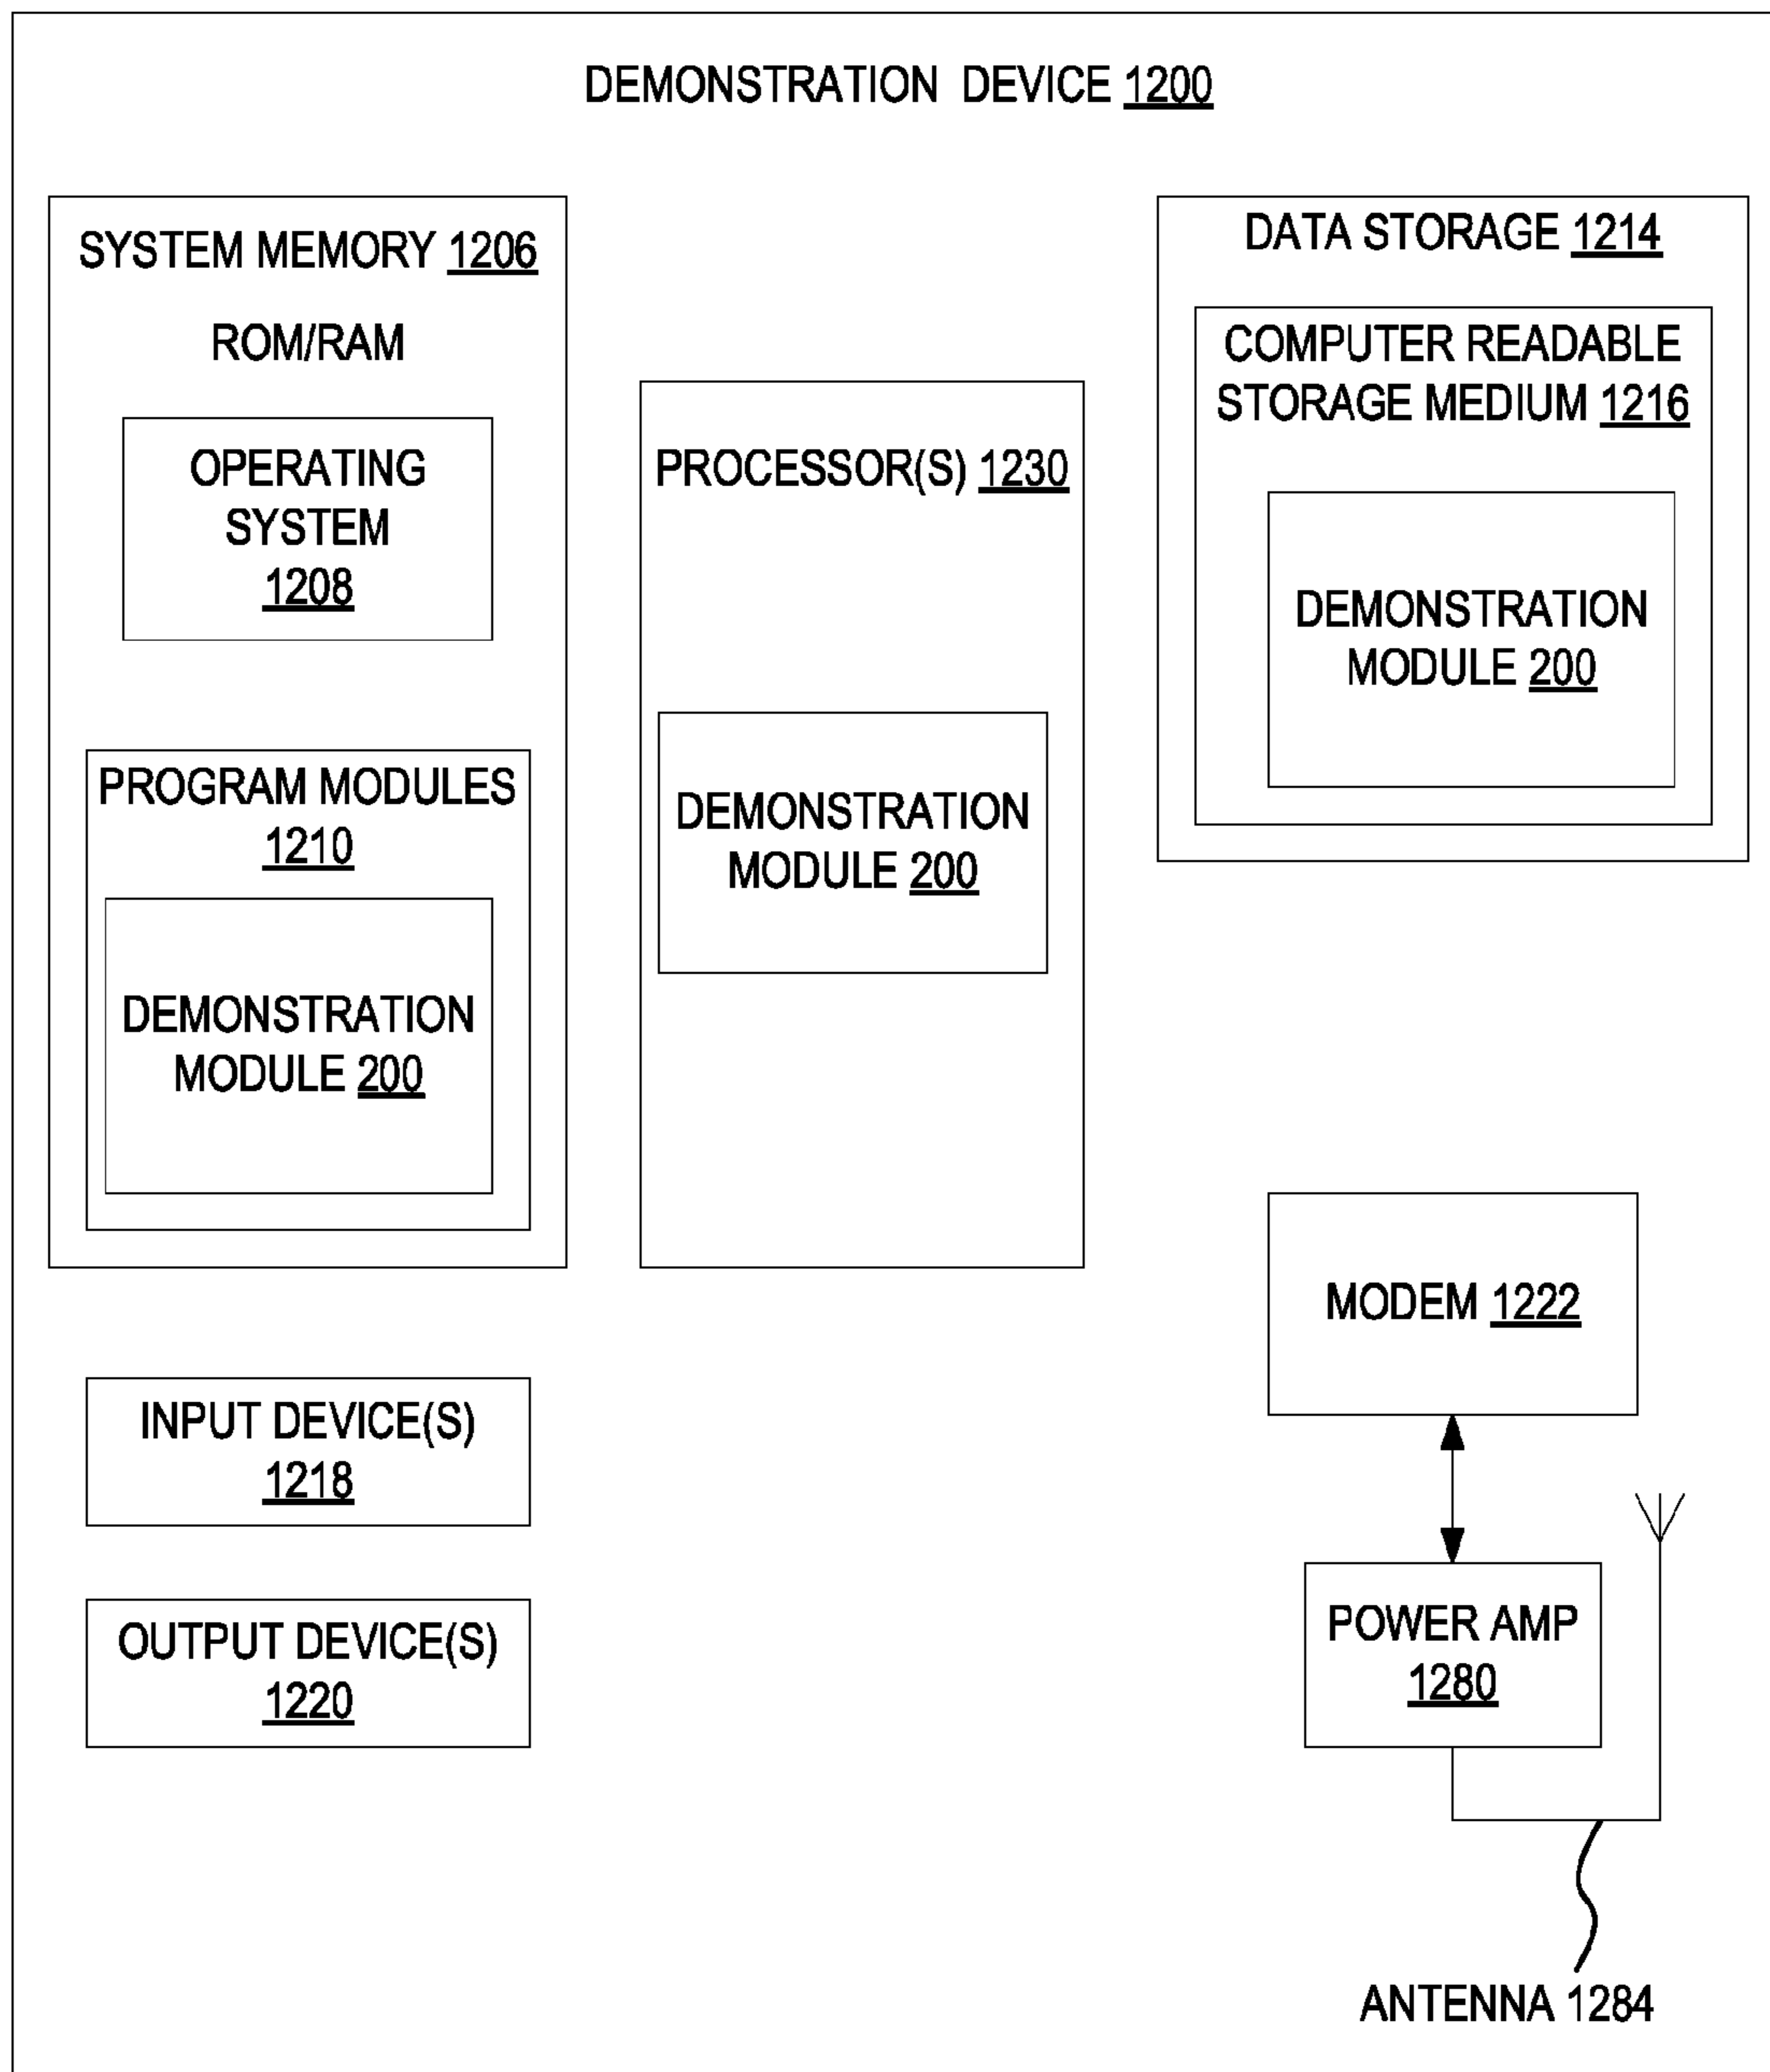 DEMONSTRATION DEVICE 1200
SYSTEM MEMORY 1206
ROM/RAM
OPERATING
SYSTEM
1208
PROGRAM MODULES
1210
DEMONSTRATION
MODULE 200
PROCESSOR(S) 1230
DEMONSTRATION
MODULE 200
DATA STORAGE 1214
COMPUTER READABLE
STORAGE MEDIUM 1216
DEMONSTRATION
MODULE 200
INPUT DEVICE(S)
1218
OUTPUT DEVICE(S)
1220
MODEM 1222
POWER AMP
1280
ANTENNA 1284